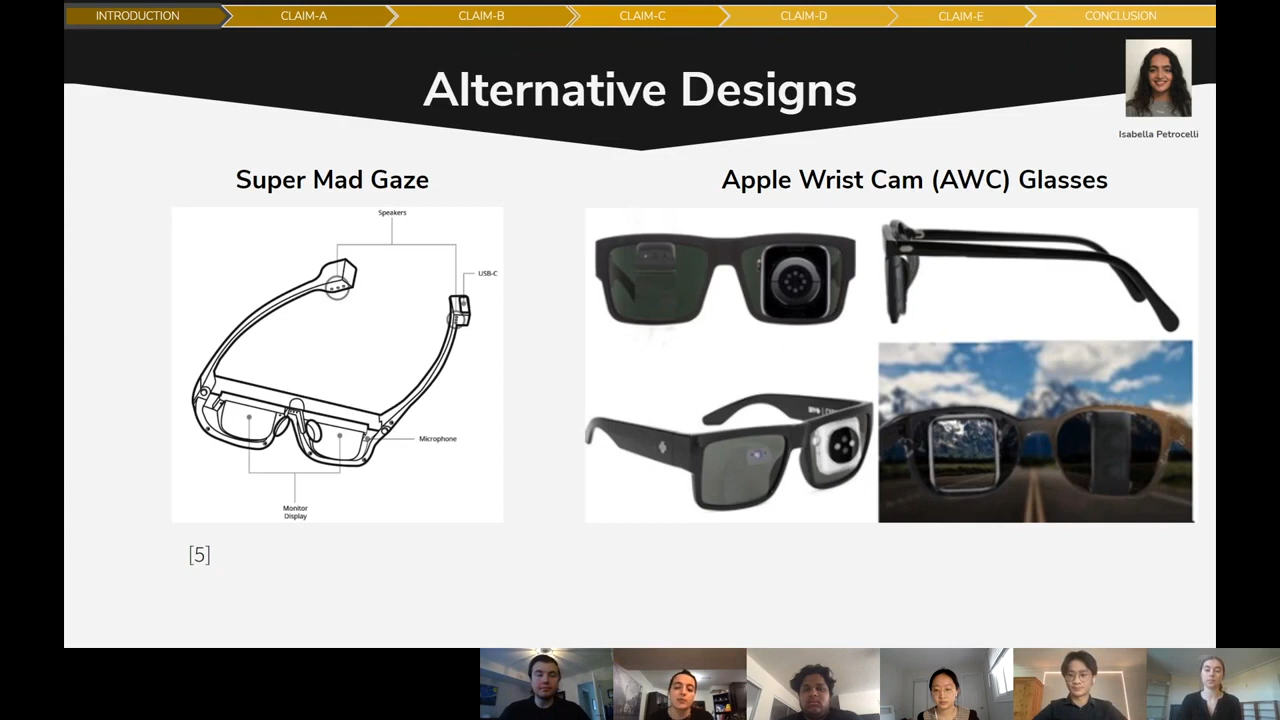 INTRODUCTION
CLAIM-A
CLAIM-B
CLAIM-C
CLAIM-D
CLAIM-E
CONCLUSION
Alternative Designs
Isabella Petrocelli
Super Mad Gaze
Apple Wrist Cam (AWC) Glasses
Speakers
USB-C
Microphone
Monitor
Display
[5]